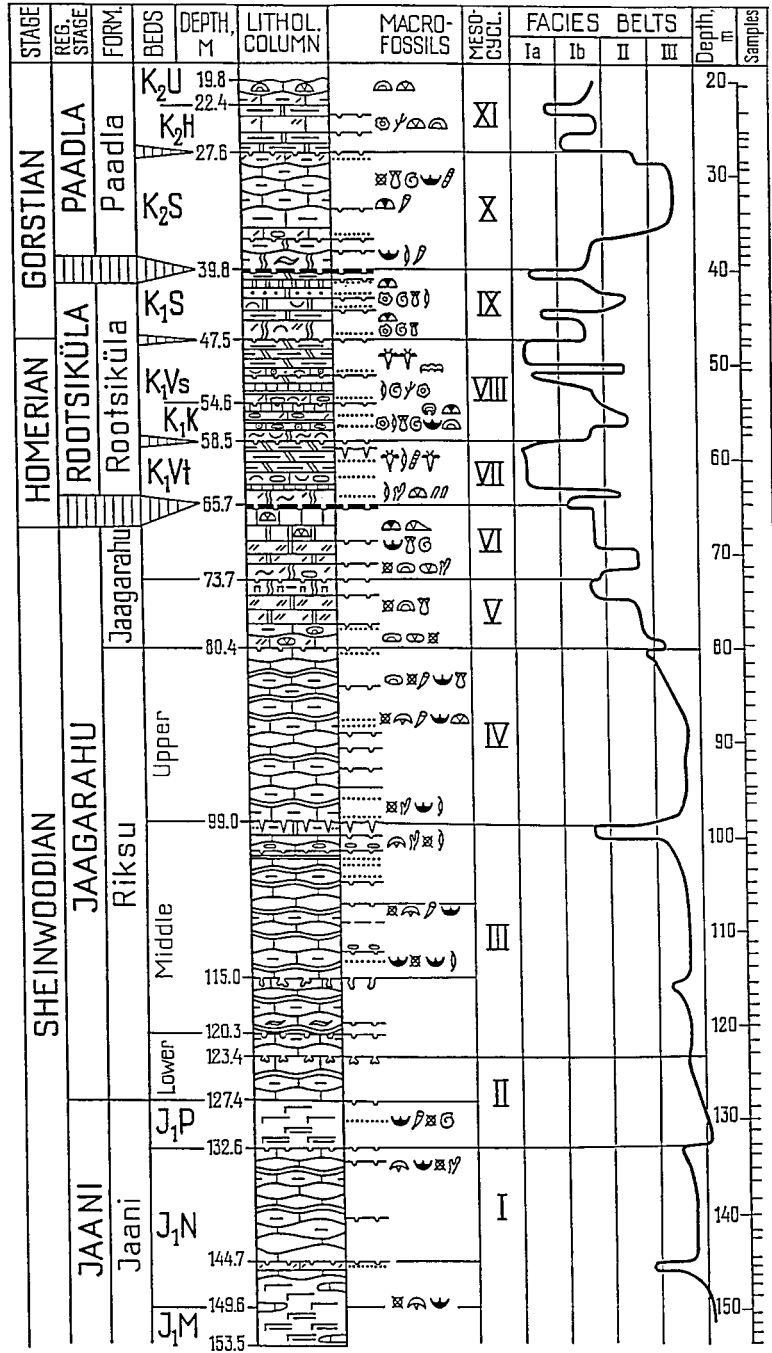 STAGE
REG. STAGE
FORM.
BEDS
DEPTH, M
LITHOL. COLUMN
MACRO-FOSSILS
MESO-CYCL.
FACIES BELTS
Ia Ib II III
Depth, m
Samples
GORSTIAN
HOMERIAN
SHEINWOODIAN
PAADLA
ROOTSIKÜLA
JAAGARAHU
JAANI
Paadla
Rootsiküla
Jaagarahu
Riksu
Jaani
K₂U
K₂H
K₂S
K₁S
K₁Vs
K₁K
K₁Vt
Upper
Middle
Lower
J₁P
J₁N
J₁M
19.8
22.4
27.6
39.8
47.5
54.6
58.5
65.7
73.7
80.4
99.0
115.0
120.3
123.4
127.4
132.6
144.7
149.6
153.5
XI
X
IX
VIII
VII
VI
V
IV
III
II
I
20
30
40
50
60
70
80
90
100
110
120
130
140
150